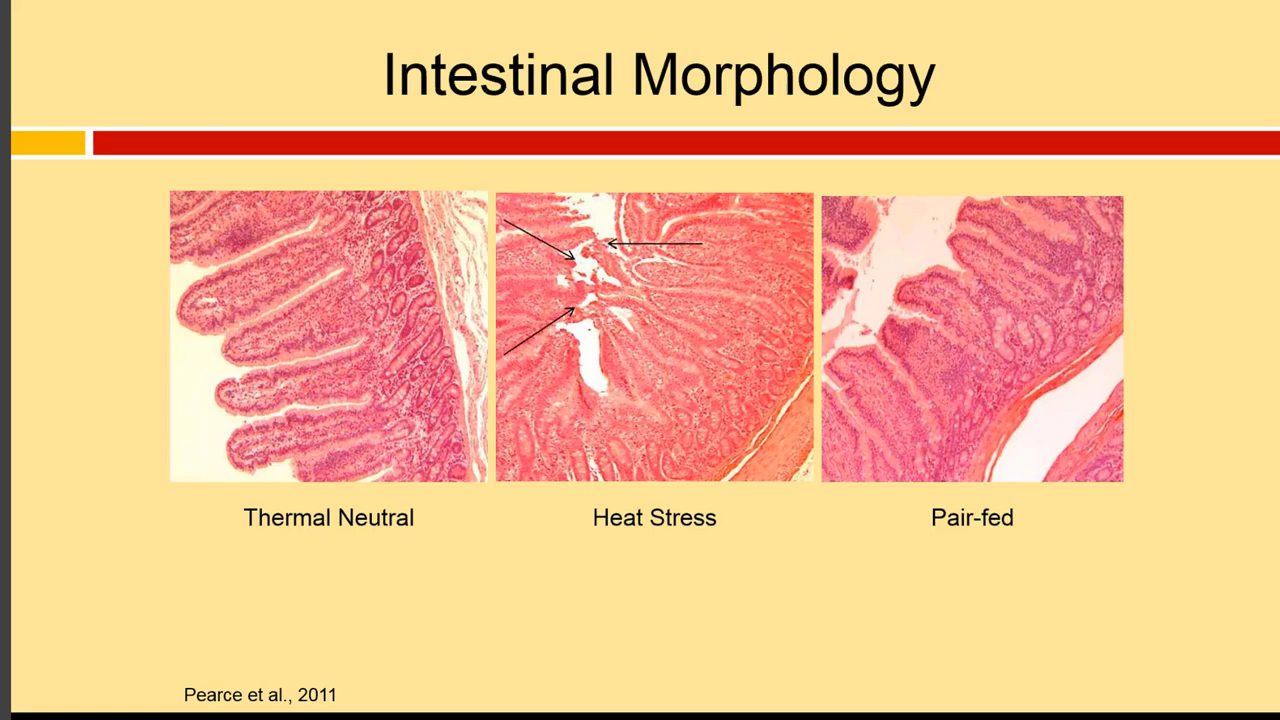 Intestinal Morphology
Thermal Neutral
Heat Stress
Pair-fed
Pearce et al., 2011